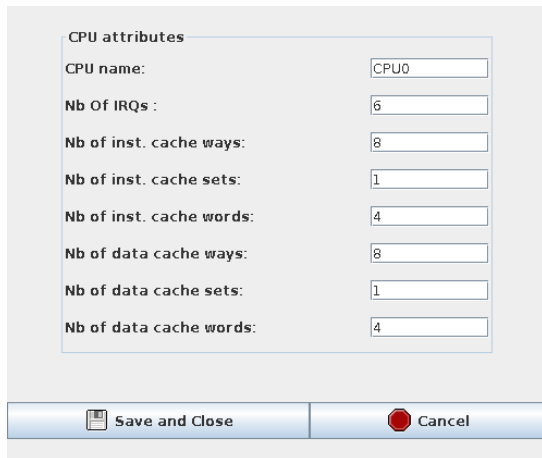 CPU attributes
CPU name: CPU0
Nb Of IRQs : 6
Nb of inst. cache ways: 8
Nb of inst. cache sets: 1
Nb of inst. cache words: 4
Nb of data cache ways: 8
Nb of data cache sets: 1
Nb of data cache words: 4
Save and Close Cancel